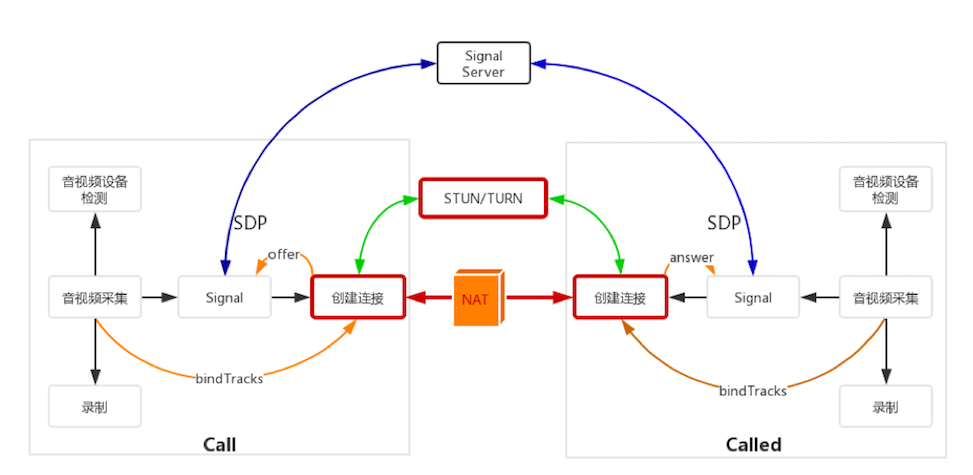 Signal
Server
音视频设备
检测
STUN/TURN
音视频设备
检测
SDP
SDP
offer
answer
音视频采集
Signal
创建连接
NAT
创建连接
Signal
音视频采集
bindTracks
bindTracks
录制
录制
Call
Called